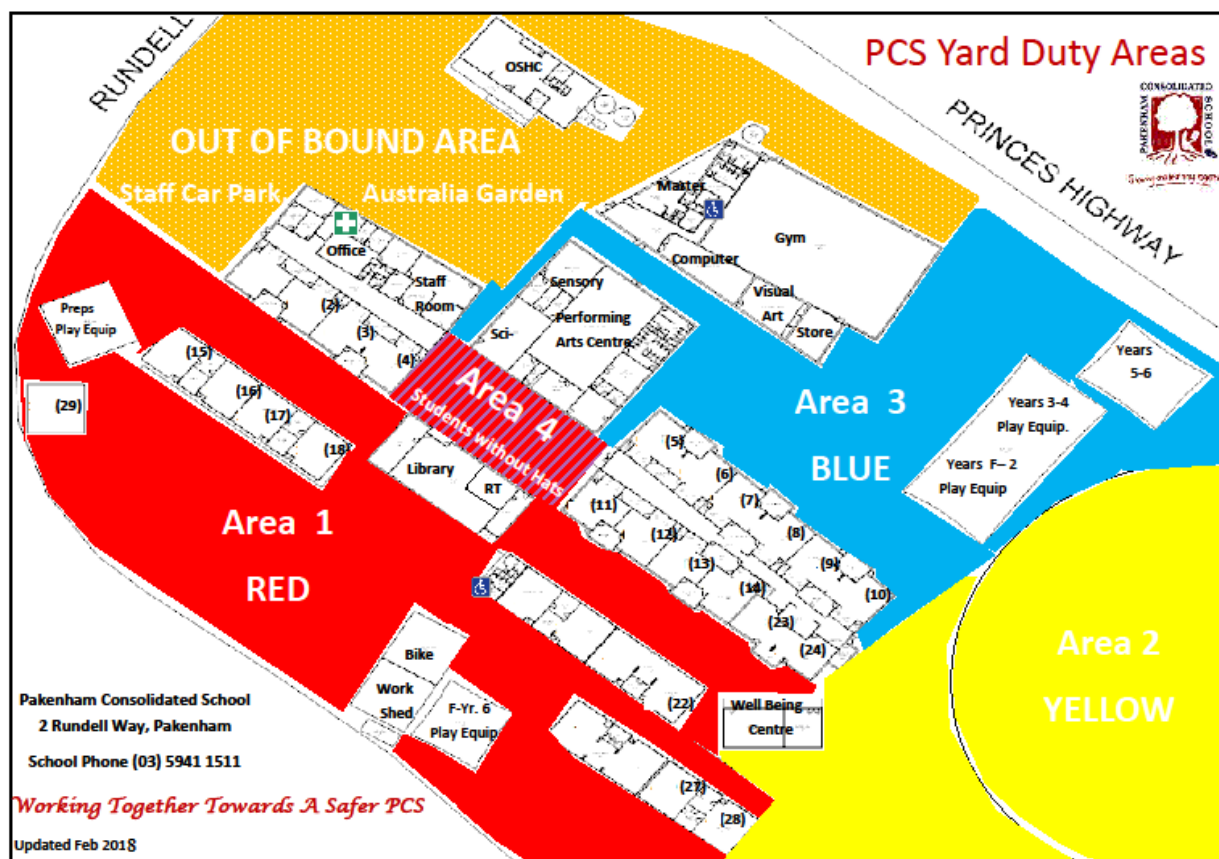 RUNDELL
PCS Yard Duty Areas
PAKENHAM CONSOLIDATED SCHOOL
PRINCES HIGHWAY
OSHC
OUT OF BOUND AREA
Staff Car Park
Australia Garden
Master
Gym
Computer
Visual
Art
Store
Office
Staff
Room
(2)
(3)
(4)
Sensory
Sci-
Performing
Arts Centre
Preps
Play Equip
(15)
(16)
(17)
(18)
(29)
Area 4
Students without Hats
Library
RT
Area 3
BLUE
Years
5-6
Years 3-4
Play Equip.
Years F– 2
Play Equip
(5)
(6)
(7)
(8)
(9)
(10)
(11)
(12)
(13)
(14)
(23)
(24)
Area 1
RED
Area 2
YELLOW
Bike
Work
Shed
F-Yr. 6
Play Equip
(22)
Well Being
Centre
(27)
(28)
Pakenham Consolidated School
2 Rundell Way, Pakenham
School Phone (03) 5941 1511
Working Together Towards A Safer PCS
Updated Feb 2018